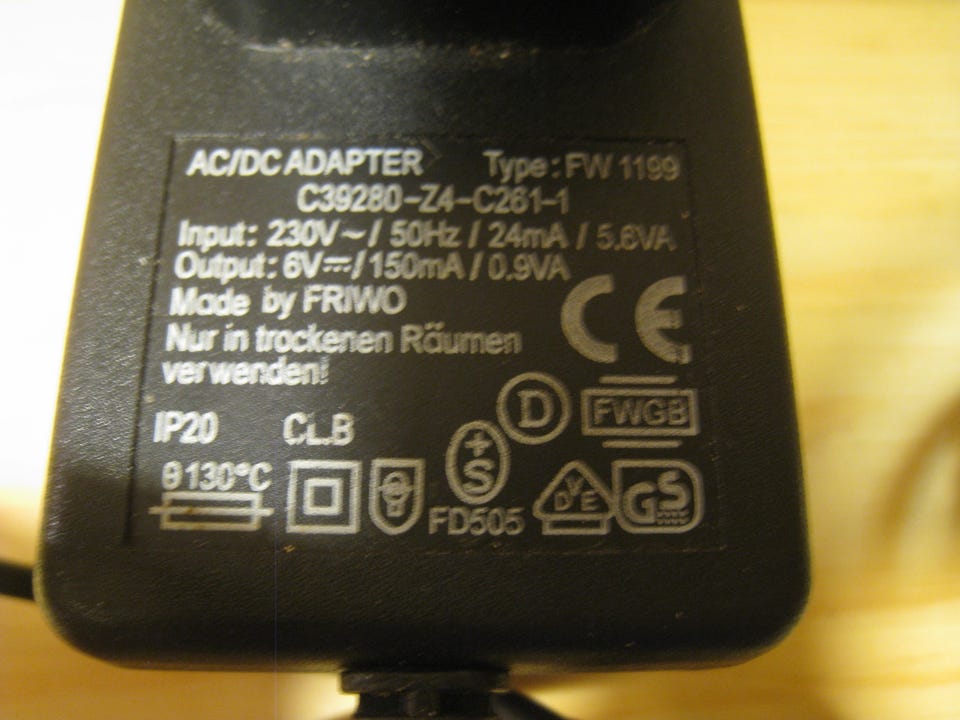 AC/DC ADAPTER Type: FW 1199
C39280-Z4-C261-1
Input: 230V~/ 50Hz / 24mA / 5.6VA
Output: 6V⎓/ 150mA / 0.9VA
Made by FRIWO
Nur in trockenen Räumen
verwenden!
CE
IP20 CL.B
D
FWGB
+S
θ130°C
FD505
DVE
GS